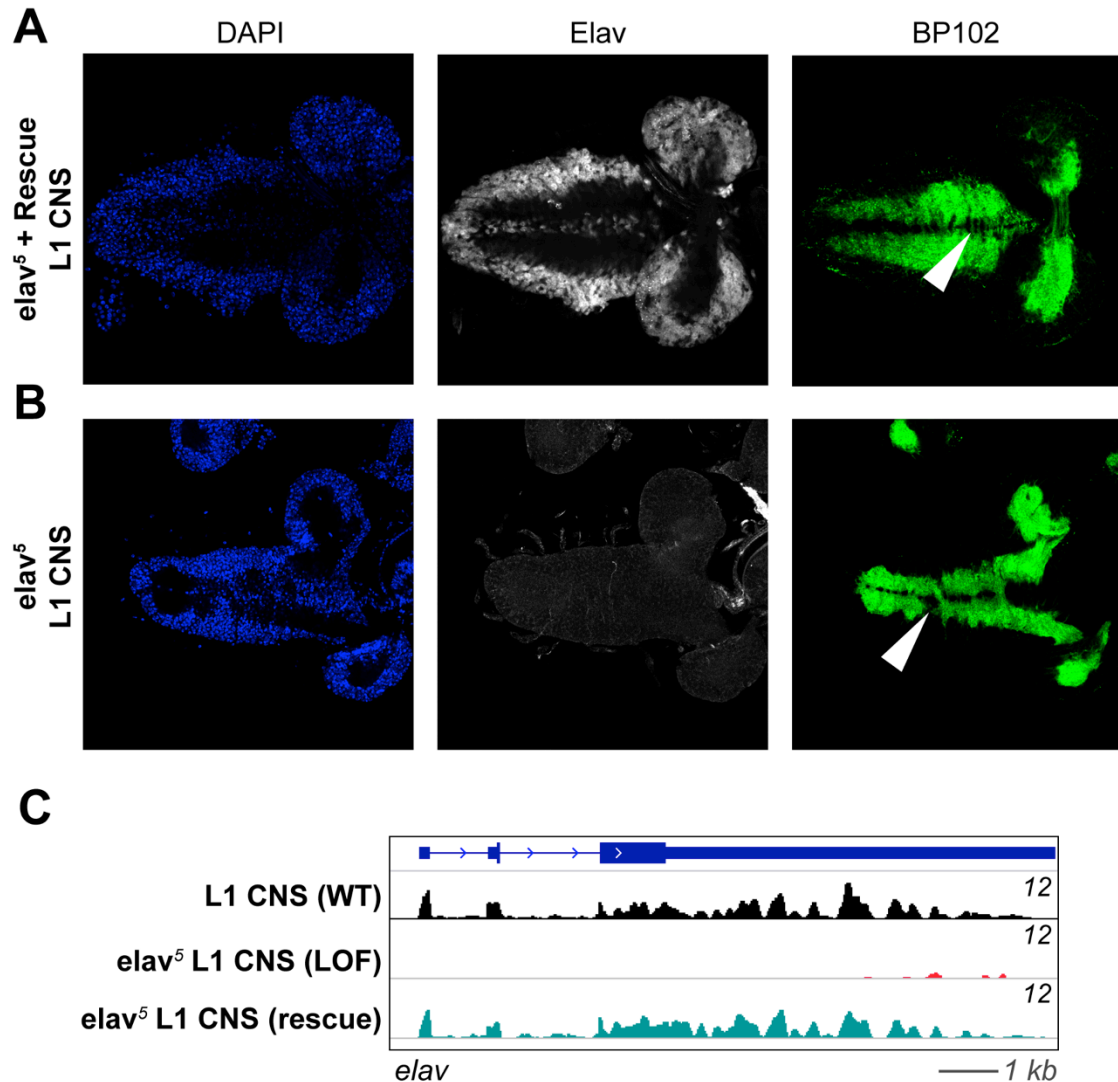 A
DAPI
Elav
BP102
elav⁵ + Rescue
L1 CNS
B
elav⁵
L1 CNS
C
L1 CNS (WT)
12
elav⁵ L1 CNS (LOF)
12
elav⁵ L1 CNS (rescue)
12
elav
1 kb